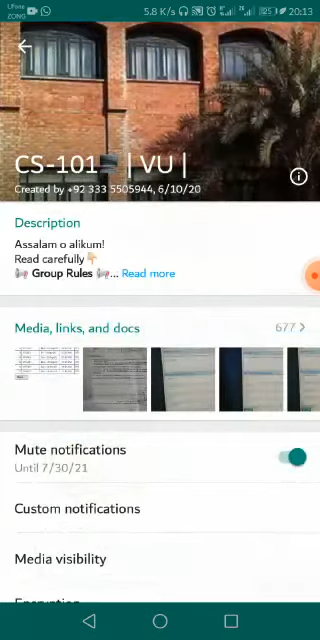 Ufone
ZONG
5.8 K/s
20:13
CS-101 | VU |
Created by +92 333 5505944, 6/10/20
Description
Assalam o alikum!
Read carefully👇🏻
Group Rules ... Read more
Media, links, and docs
677 >
Mute notifications
Until 7/30/21
Custom notifications
Media visibility
Encryption